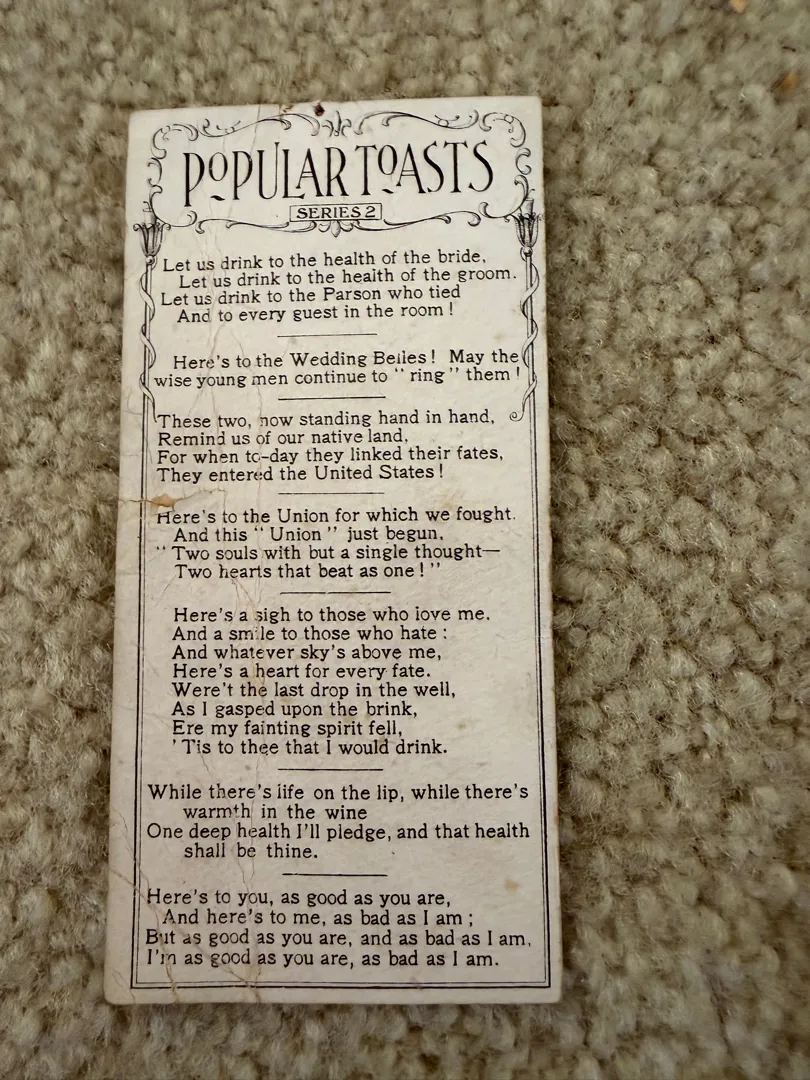 POPULAR TOASTS
SERIES 2
Let us drink to the health of the bride,
Let us drink to the health of the groom.
Let us drink to the Parson who tied
And to every guest in the room !
Here's to the Wedding Belles ! May the
wise young men continue to "ring" them !
These two, now standing hand in hand,
Remind us of our native land,
For when to-day they linked their fates,
They entered the United States !
Here's to the Union for which we fought.
And this "Union" just begun,
"Two souls with but a single thought—
Two hearts that beat as one !"
Here's a sigh to those who love me.
And a smile to those who hate :
And whatever sky's above me,
Here's a heart for every fate.
Were't the last drop in the well,
As I gasped upon the brink,
Ere my fainting spirit fell,
'Tis to thee that I would drink.
While there's life on the lip, while there's
warmth in the wine
One deep health I'll pledge, and that health
shall be thine.
Here's to you, as good as you are,
And here's to me, as bad as I am ;
But as good as you are, and as bad as I am,
I'm as good as you are, as bad as I am.